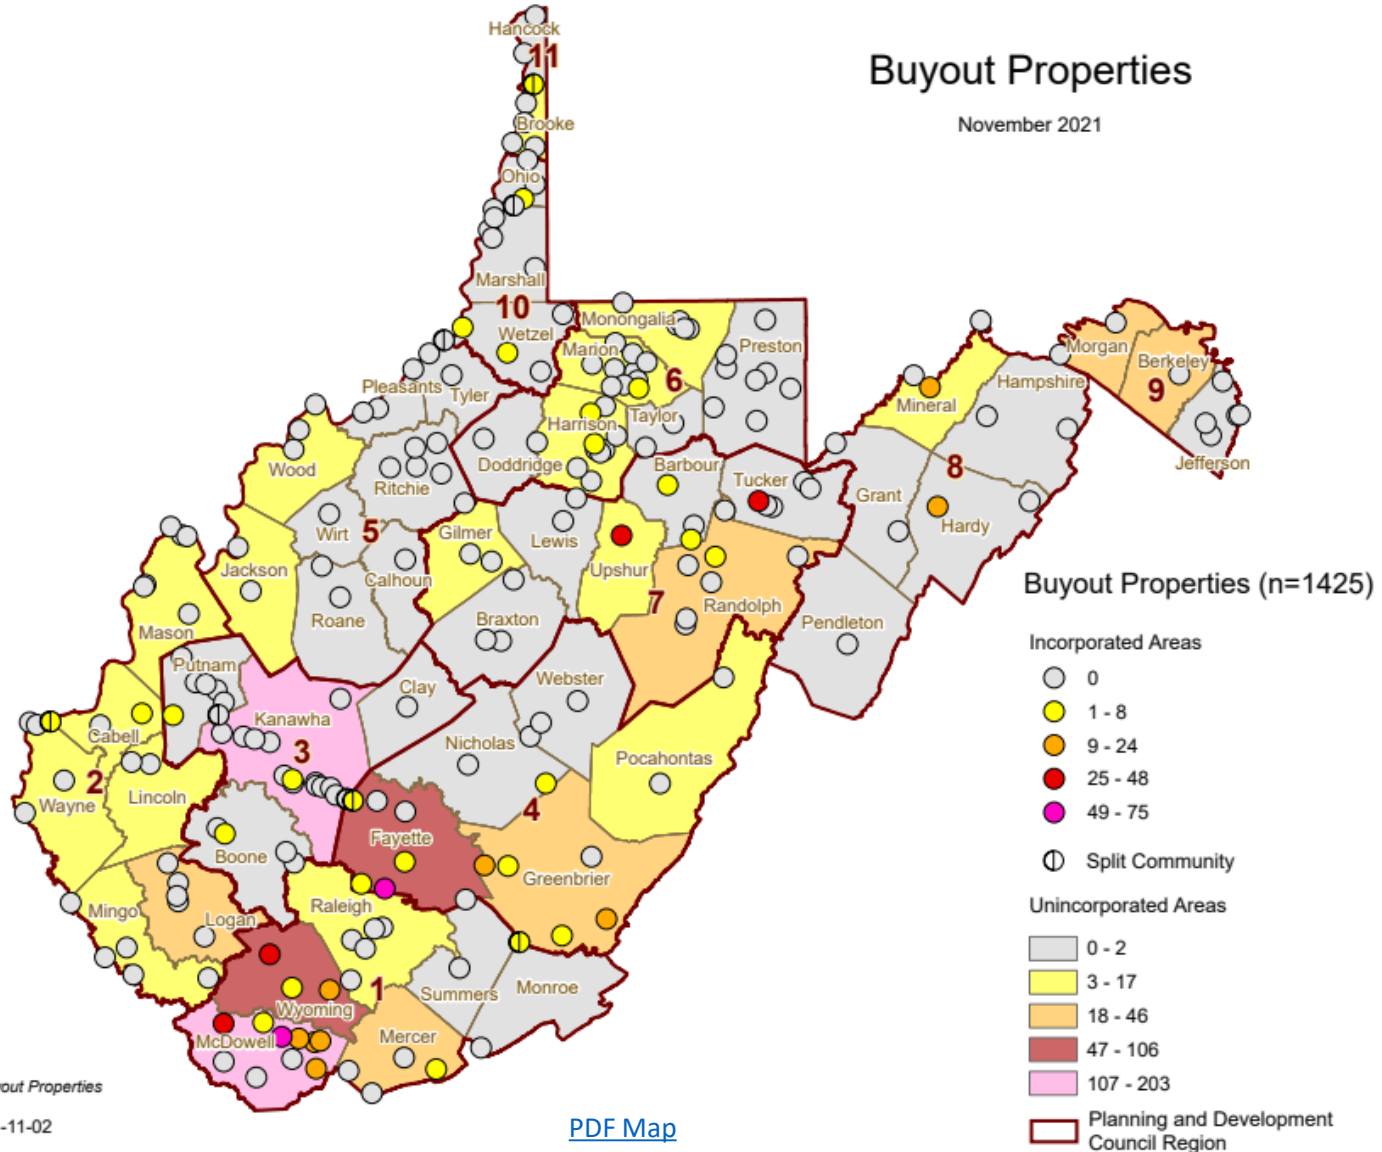 Buyout Properties
November 2021
Hancock
11
Brooke
Ohio
Marshall
10
Wetzel
Monongalia
Marion
Preston
6
Pleasants
Tyler
Harrison
Taylor
Morgan
Berkeley
9
Hampshire
Mineral
Jefferson
Wood
Doddridge
Barbour
Tucker
8
Ritchie
Grant
Hardy
Wirt
5
Gilmer
Lewis
Upshur
Jackson
Calhoun
7
Randolph
Roane
Braxton
Pendleton
Mason
Putnam
Clay
Webster
Kanawha
3
Cabell
Nicholas
Pocahontas
2
Wayne
Lincoln
4
Fayette
Boone
Greenbrier
Mingo
Logan
Raleigh
1
Summers
Monroe
Wyoming
McDowell
Mercer
Buyout Properties (n=1425)
Incorporated Areas
0
1 - 8
9 - 24
25 - 48
49 - 75
Split Community
Unincorporated Areas
0 - 2
3 - 17
18 - 46
47 - 106
107 - 203
Planning and Development
Council Region
out Properties
-11-02
PDF Map